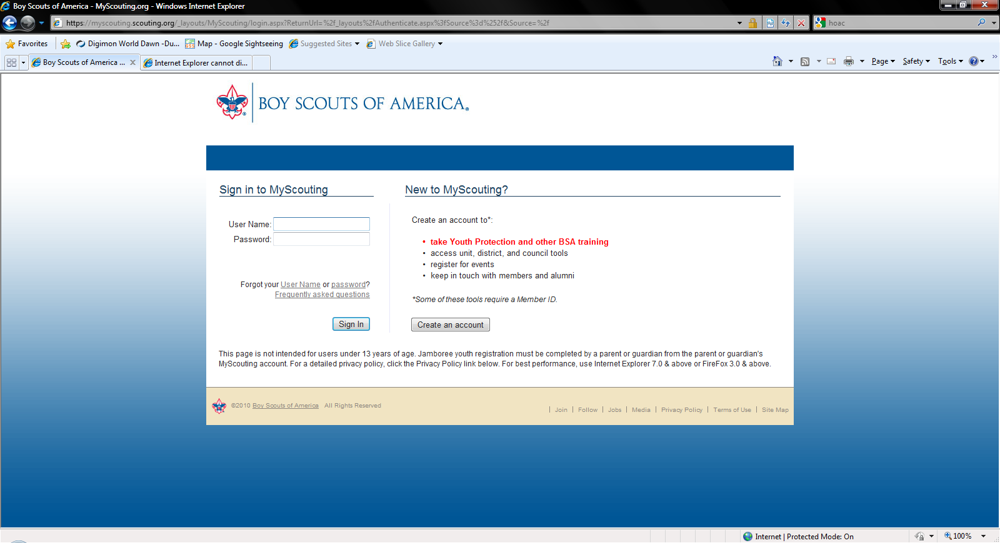 Boy Scouts of America - MyScouting.org - Windows Internet Explorer
https://myscouting.scouting.org/_layouts/MyScouting/login.aspx?ReturnUrl=%2f_layouts%2fAuthenticate.aspx%3fSource%3d%252f&Source=%2f
hoac
Favorites
Digimon World Dawn -Du...
Map - Google Sightseeing
Suggested Sites
Web Slice Gallery
Boy Scouts of America ...
Internet Explorer cannot di...
Page
Safety
Tools
BOY SCOUTS OF AMERICA®
Sign in to MyScouting
User Name:
Password:
Forgot your User Name or password?
Frequently asked questions
Sign In
New to MyScouting?
Create an account to*:
• take Youth Protection and other BSA training
• access unit, district, and council tools
• register for events
• keep in touch with members and alumni
*Some of these tools require a Member ID.
Create an account
This page is not intended for users under 13 years of age. Jamboree youth registration must be completed by a parent or guardian from the parent or guardian's
MyScouting account. For a detailed privacy policy, click the Privacy Policy link below. For best performance, use Internet Explorer 7.0 & above or FireFox 3.0 & above.
©2010 Boy Scouts of America All Rights Reserved
| Join | Follow | Jobs | Media | Privacy Policy | Terms of Use | Site Map
Internet | Protected Mode: On
100%